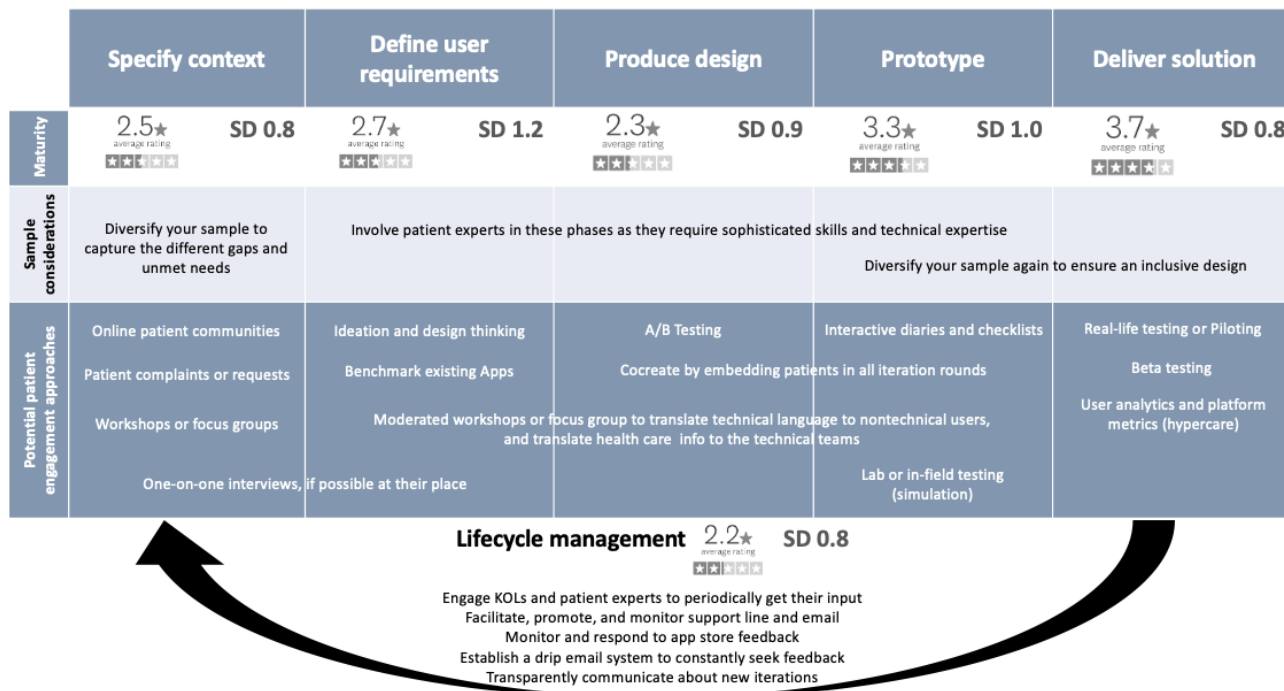 Specify context
Define user
requirements
Produce design
Prototype
Deliver solution
Maturity
2.5★
average rating
SD 0.8
2.7★
average rating
SD 1.2
2.3★
average rating
SD 0.9
3.3★
average rating
SD 1.0
3.7★
average rating
SD 0.8
Sample
considerations
Diversify your sample to
capture the different gaps and
unmet needs
Involve patient experts in these phases as they require sophisticated skills and technical expertise
Diversify your sample again to ensure an inclusive design
Potential patient
engagement approaches
Online patient communities
Patient complaints or requests
Workshops or focus groups
Ideation and design thinking
Benchmark existing Apps
A/B Testing
Cocreate by embedding patients in all iteration rounds
Moderated workshops or focus group to translate technical language to nontechnical users,
and translate health care info to the technical teams
One-on-one interviews, if possible at their place
Interactive diaries and checklists
Lab or in-field testing
(simulation)
Real-life testing or Piloting
Beta testing
User analytics and platform
metrics (hypercare)
Lifecycle management
2.2★
average rating
SD 0.8
Engage KOLs and patient experts to periodically get their input
Facilitate, promote, and monitor support line and email
Monitor and respond to app store feedback
Establish a drip email system to constantly seek feedback
Transparently communicate about new iterations